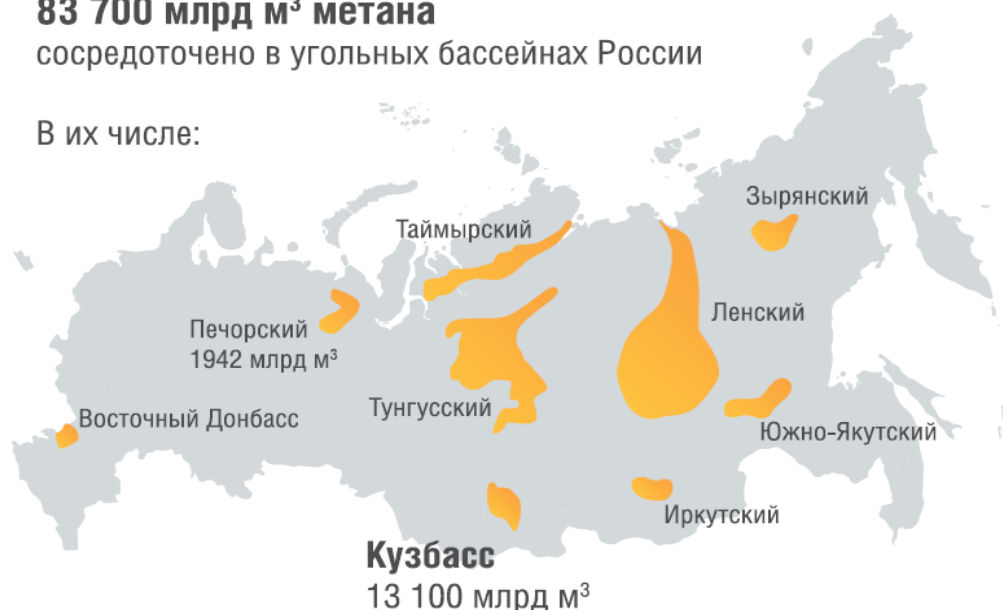 83 700 млрд м³ метана
сосредоточено в угольных бассейнах России
В их числе:
Зырянский
Таймырский
Ленский
Печорский
1942 млрд м³
Тунгусский
Восточный Донбасс
Южно-Якутский
Иркутский
Кузбасс
13 100 млрд м³